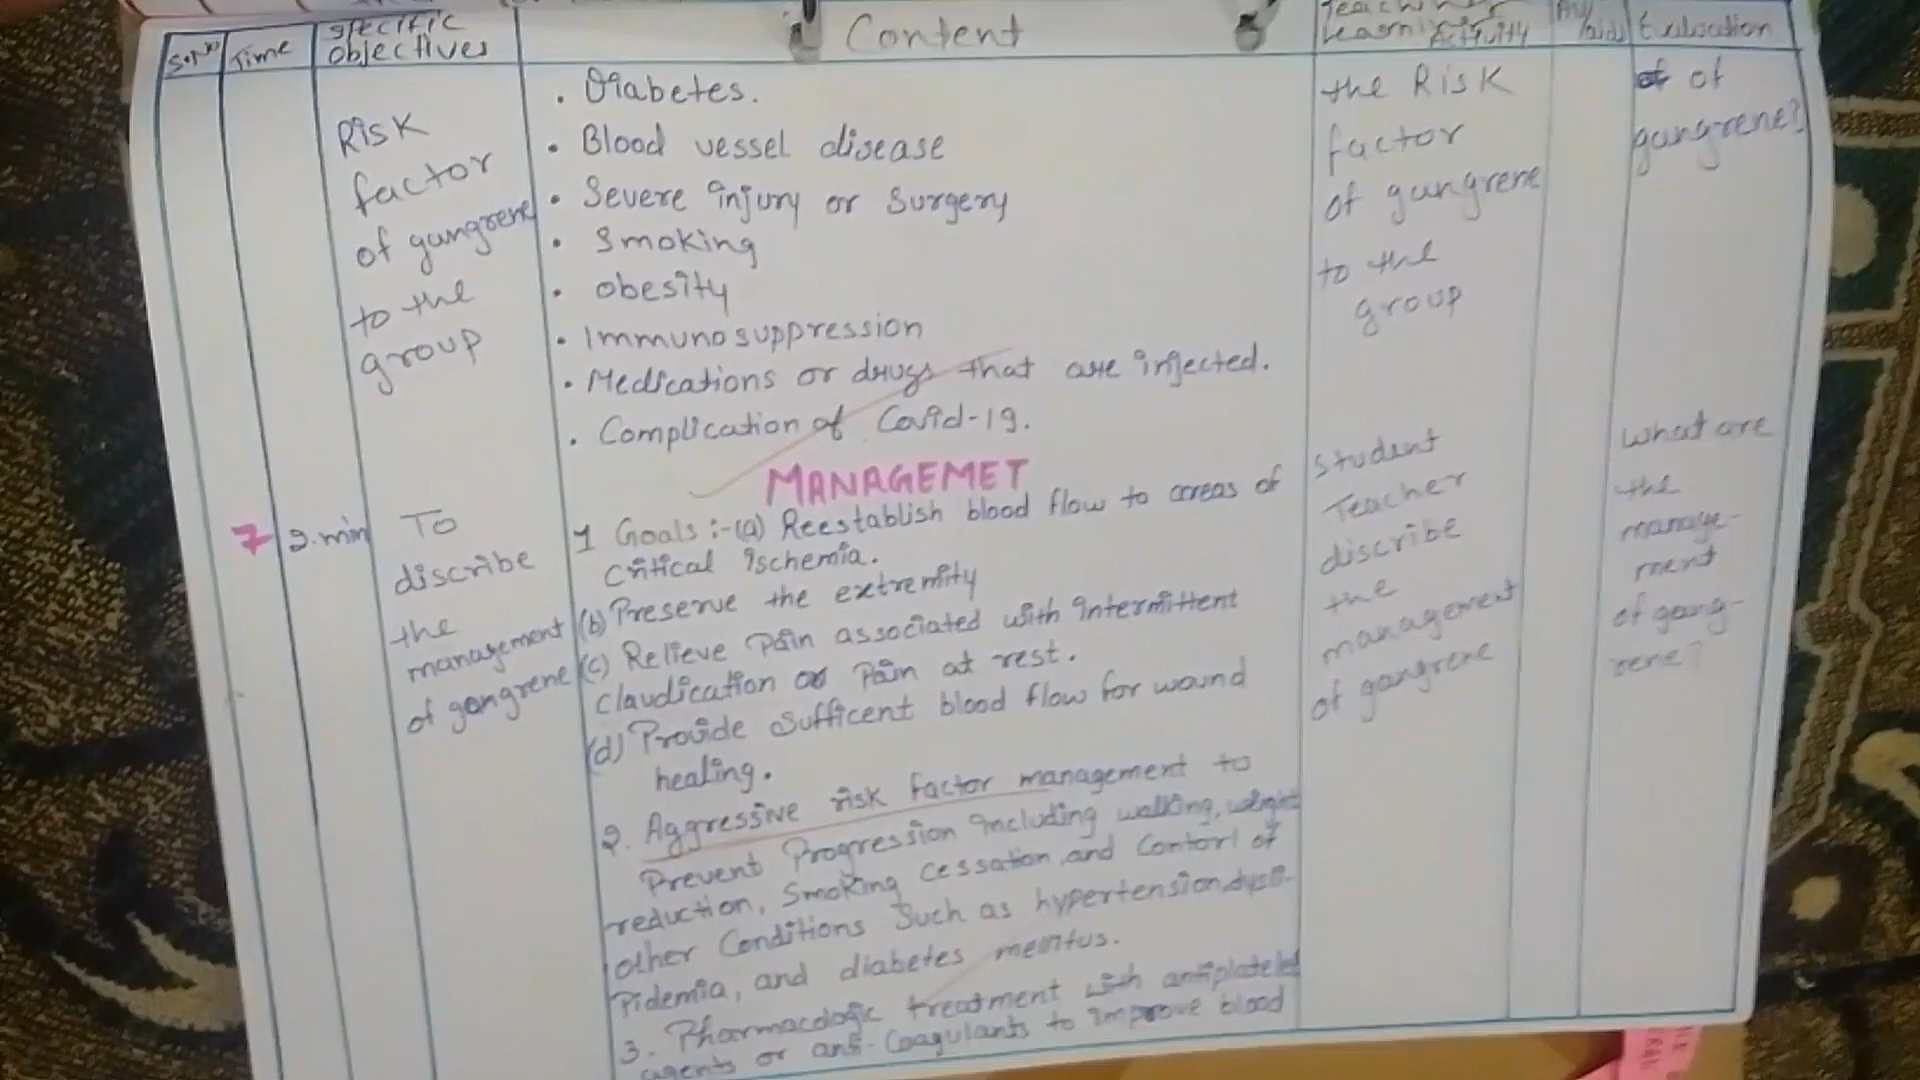 S.No
Time
Specific
objectives
Content
Teach
Learning Activity
AV
Aids
Evaluation
Risk
factor
of gangrene
to the
group
. Diabetes.
. Blood vessel disease
. Severe injury or Surgery
. Smoking
. obesity
. Immunosuppression
. Medications or drugs that are injected.
. Complication of Covid-19.
the Risk
factor
of gangrene
to the
group
of
gangrene?
7
2.min
To
discribe
the
management
of gangrene
MANAGEMET
1 Goals :- (a) Reestablish blood flow to areas of
Critical Ischemia.
(b) Preserve the extremity
(c) Relieve Pain associated with intermittent
Claudication or Pain at rest.
(d) Provide Sufficent blood flow for wound
healing.
2. Aggressive risk factor management to
Prevent Progression including walking, weight
reduction, Smoking Cessation, and Contorl of
other Conditions Such as hypertension, dysli-
Pidemia, and diabetes
3. Pharmacologic treatment with antiplatelet
agents or anti-Coagulants to improve blood
student
Teacher
discribe
the
management
of gangrene
what are
the
manage-
ment
of gang-
rene?